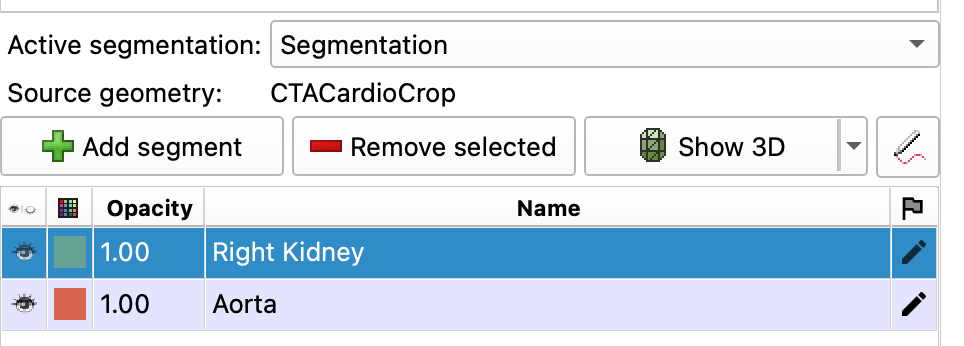 Active segmentation: Segmentation
Source geometry: CTACardioCrop
Add segment Remove selected Show 3D
Opacity Name
1.00 Right Kidney
1.00 Aorta